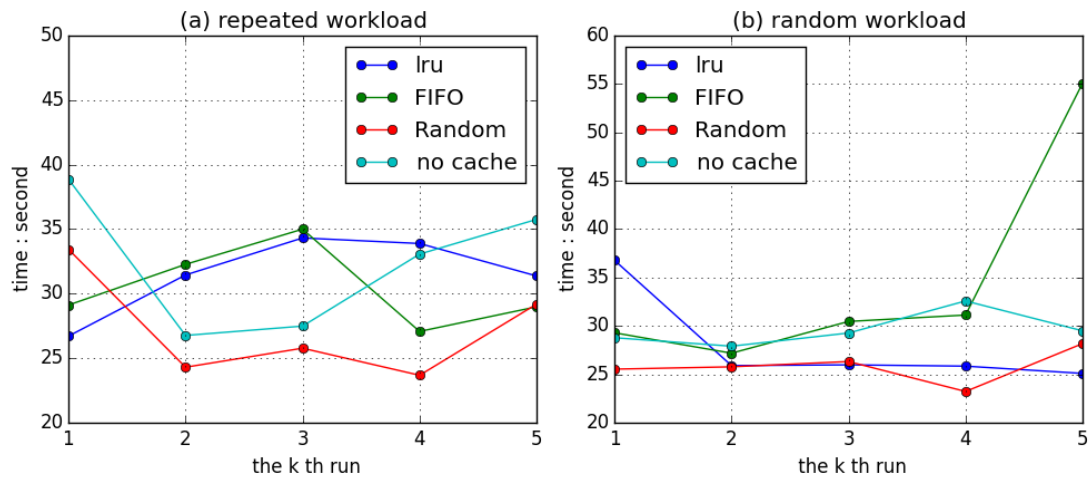 (a) repeated workload
50
45
40
35
30
25
20
time : second
lru
FIFO
Random
no cache
1 2 3 4 5
the k th run
(b) random workload
60
55
50
45
40
35
30
25
20
time : second
lru
FIFO
Random
no cache
1 2 3 4 5
the k th run